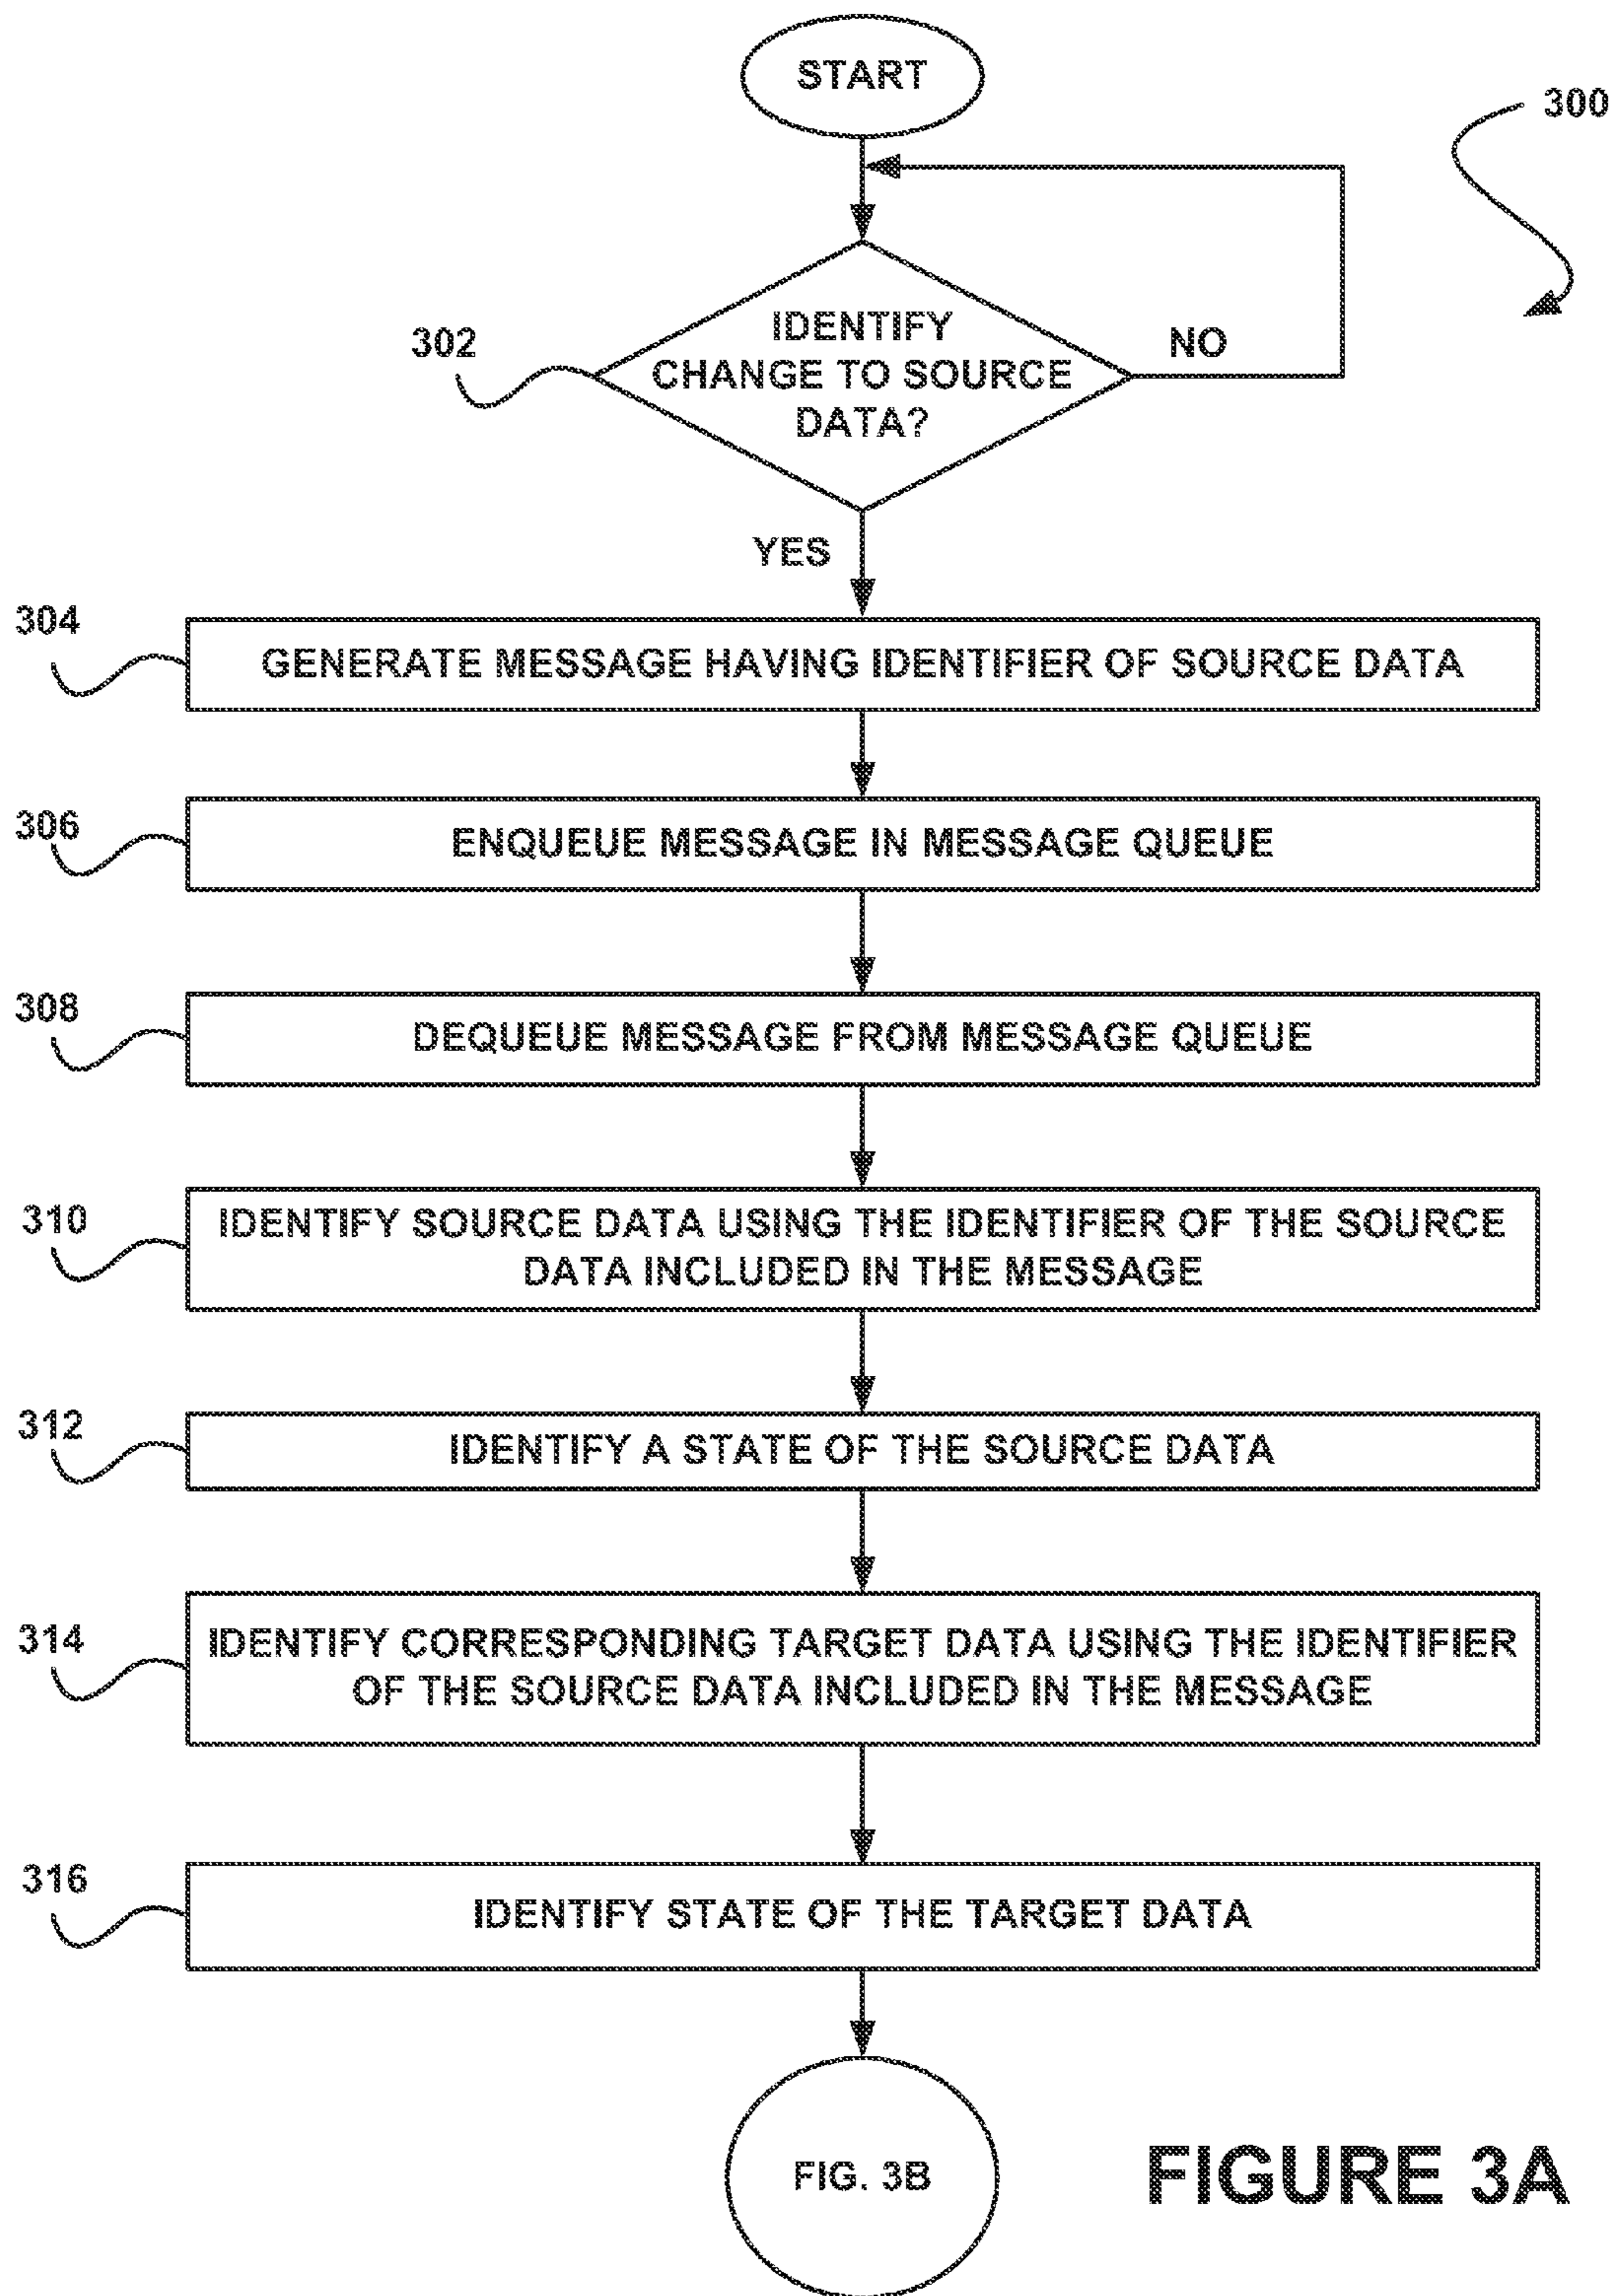 START
300
302
IDENTIFY
CHANGE TO SOURCE
DATA?
NO
YES
304
GENERATE MESSAGE HAVING IDENTIFIER OF SOURCE DATA
306
ENQUEUE MESSAGE IN MESSAGE QUEUE
308
DEQUEUE MESSAGE FROM MESSAGE QUEUE
310
IDENTIFY SOURCE DATA USING THE IDENTIFIER OF THE SOURCE
DATA INCLUDED IN THE MESSAGE
312
IDENTIFY A STATE OF THE SOURCE DATA
314
IDENTIFY CORRESPONDING TARGET DATA USING THE IDENTIFIER
OF THE SOURCE DATA INCLUDED IN THE MESSAGE
316
IDENTIFY STATE OF THE TARGET DATA
FIG. 3B
FIGURE 3A